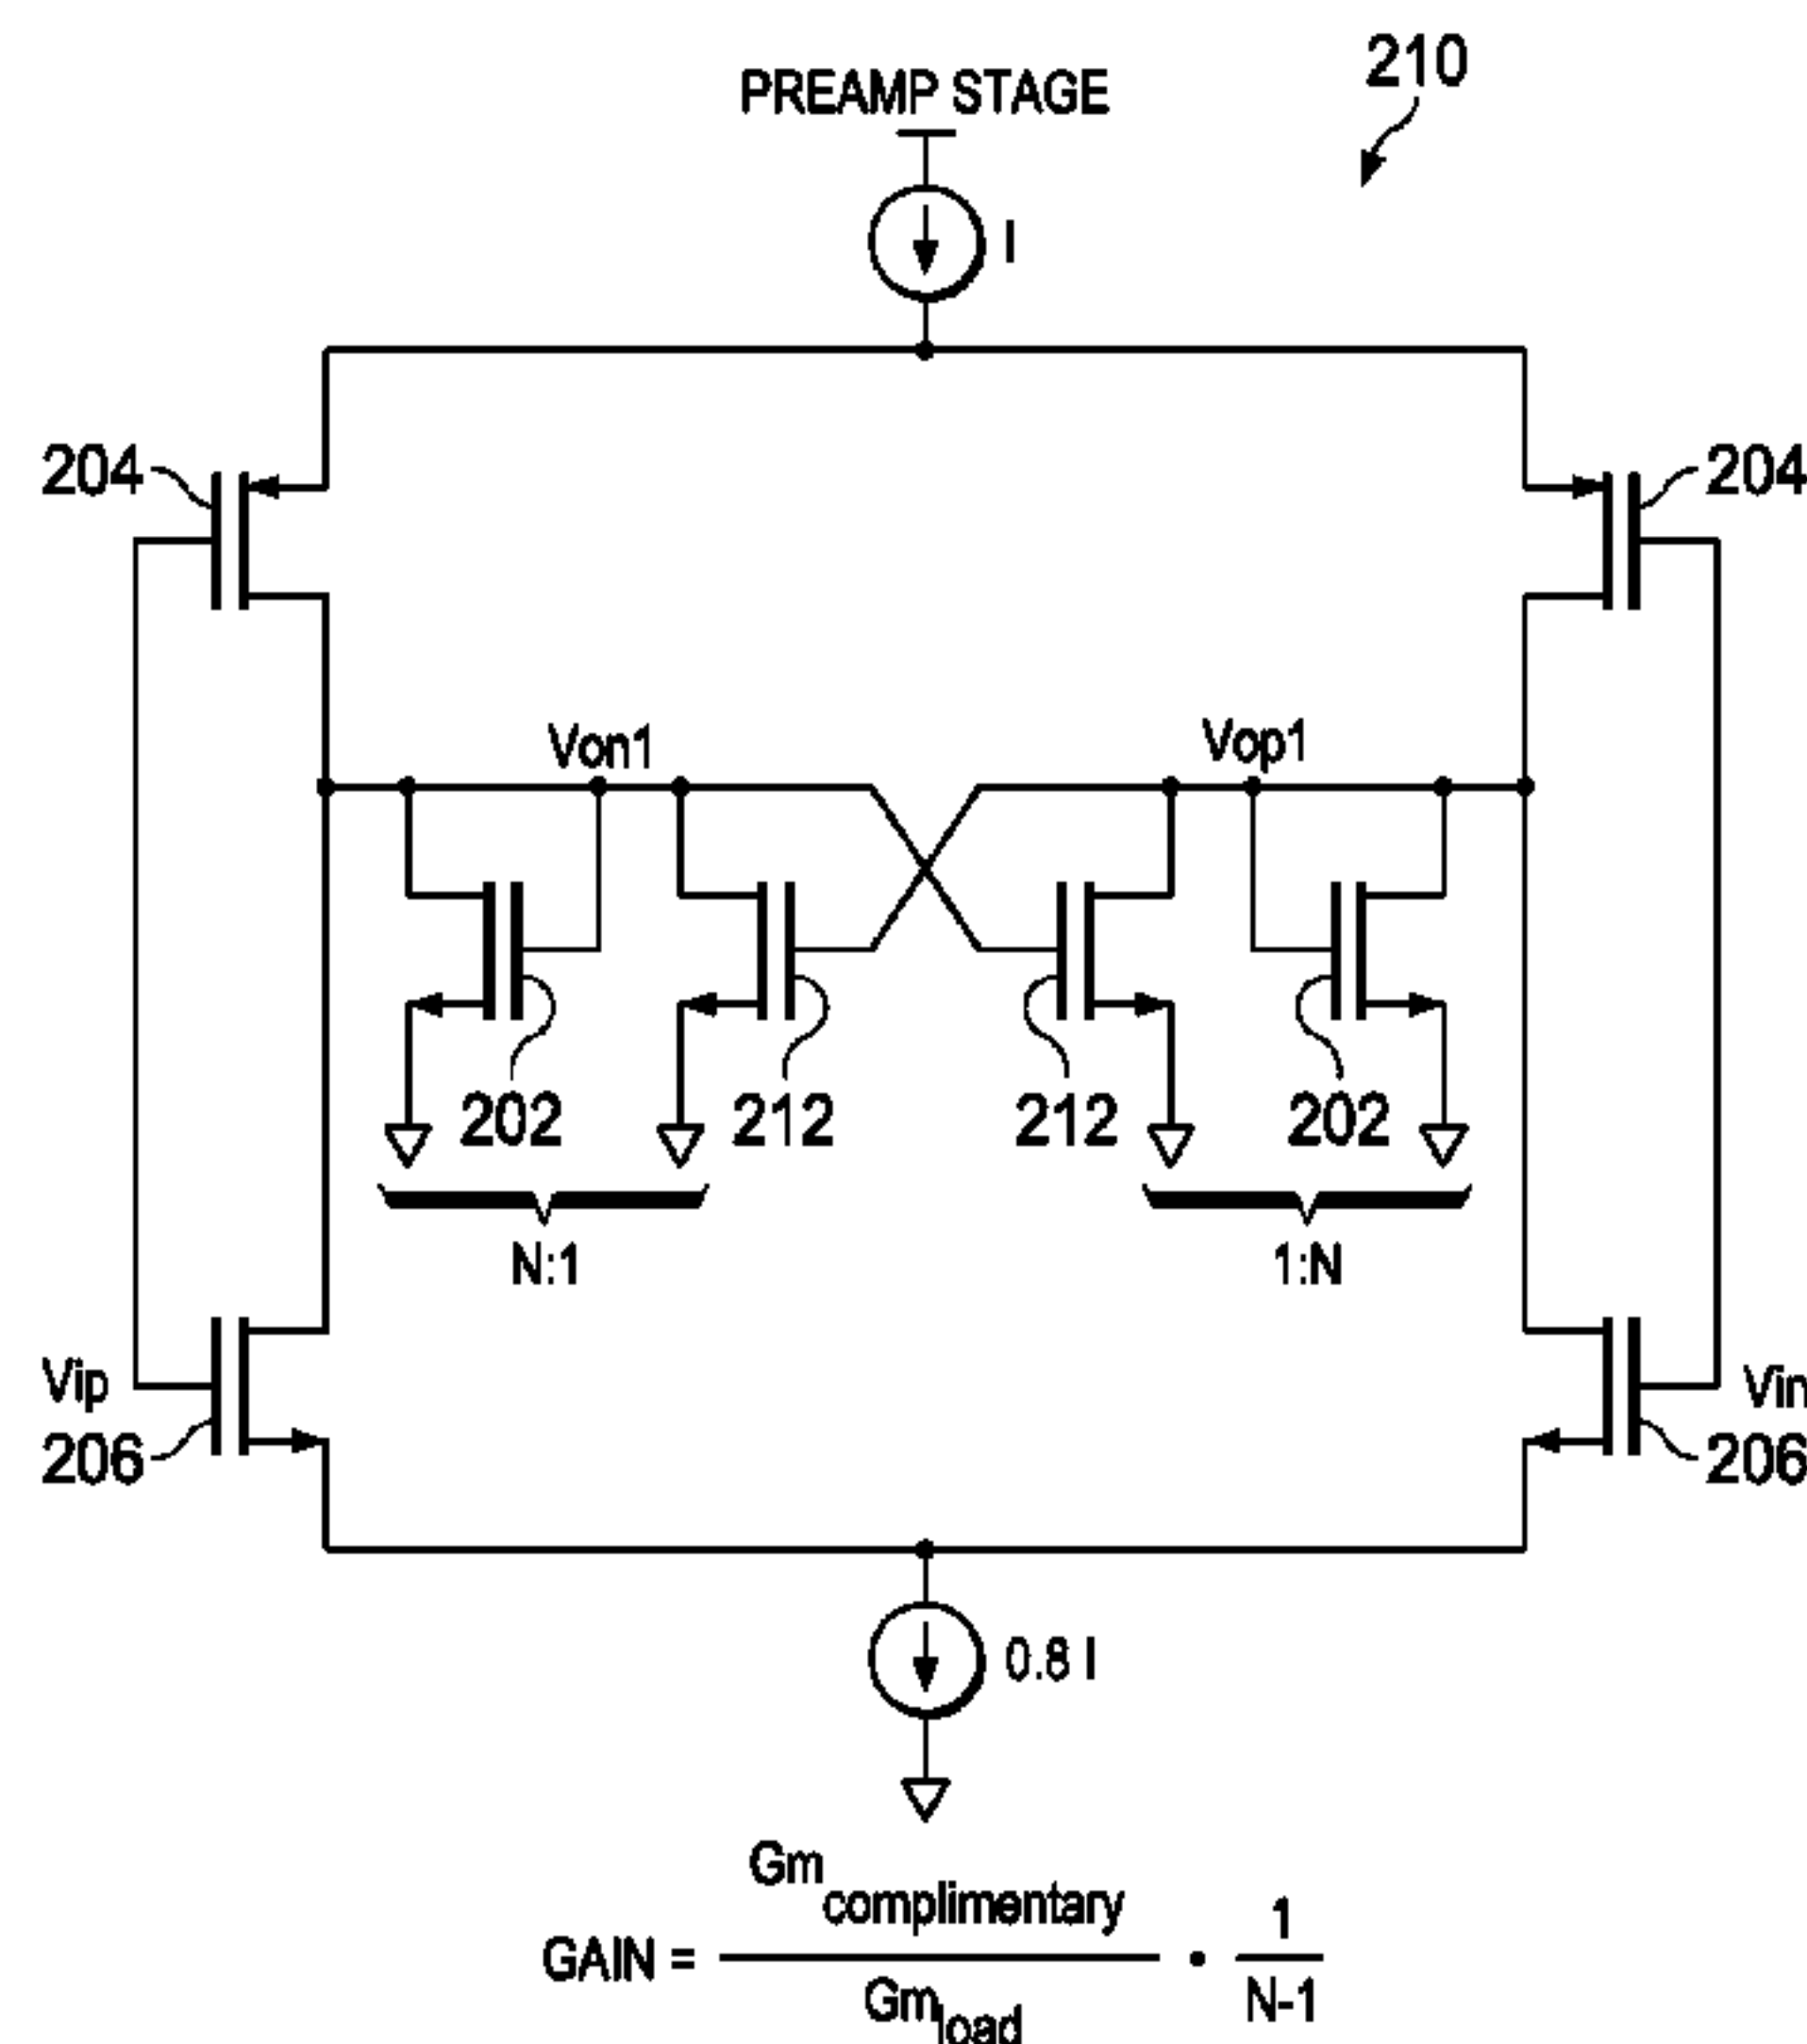 210
PREAMP STAGE
I
204
204
Von1
Vop1
202
212
212
202
N:1
1:N
Vip
Vin
206
206
0.8 I
GAIN = Gm complimentary / Gm load • 1 / N-1